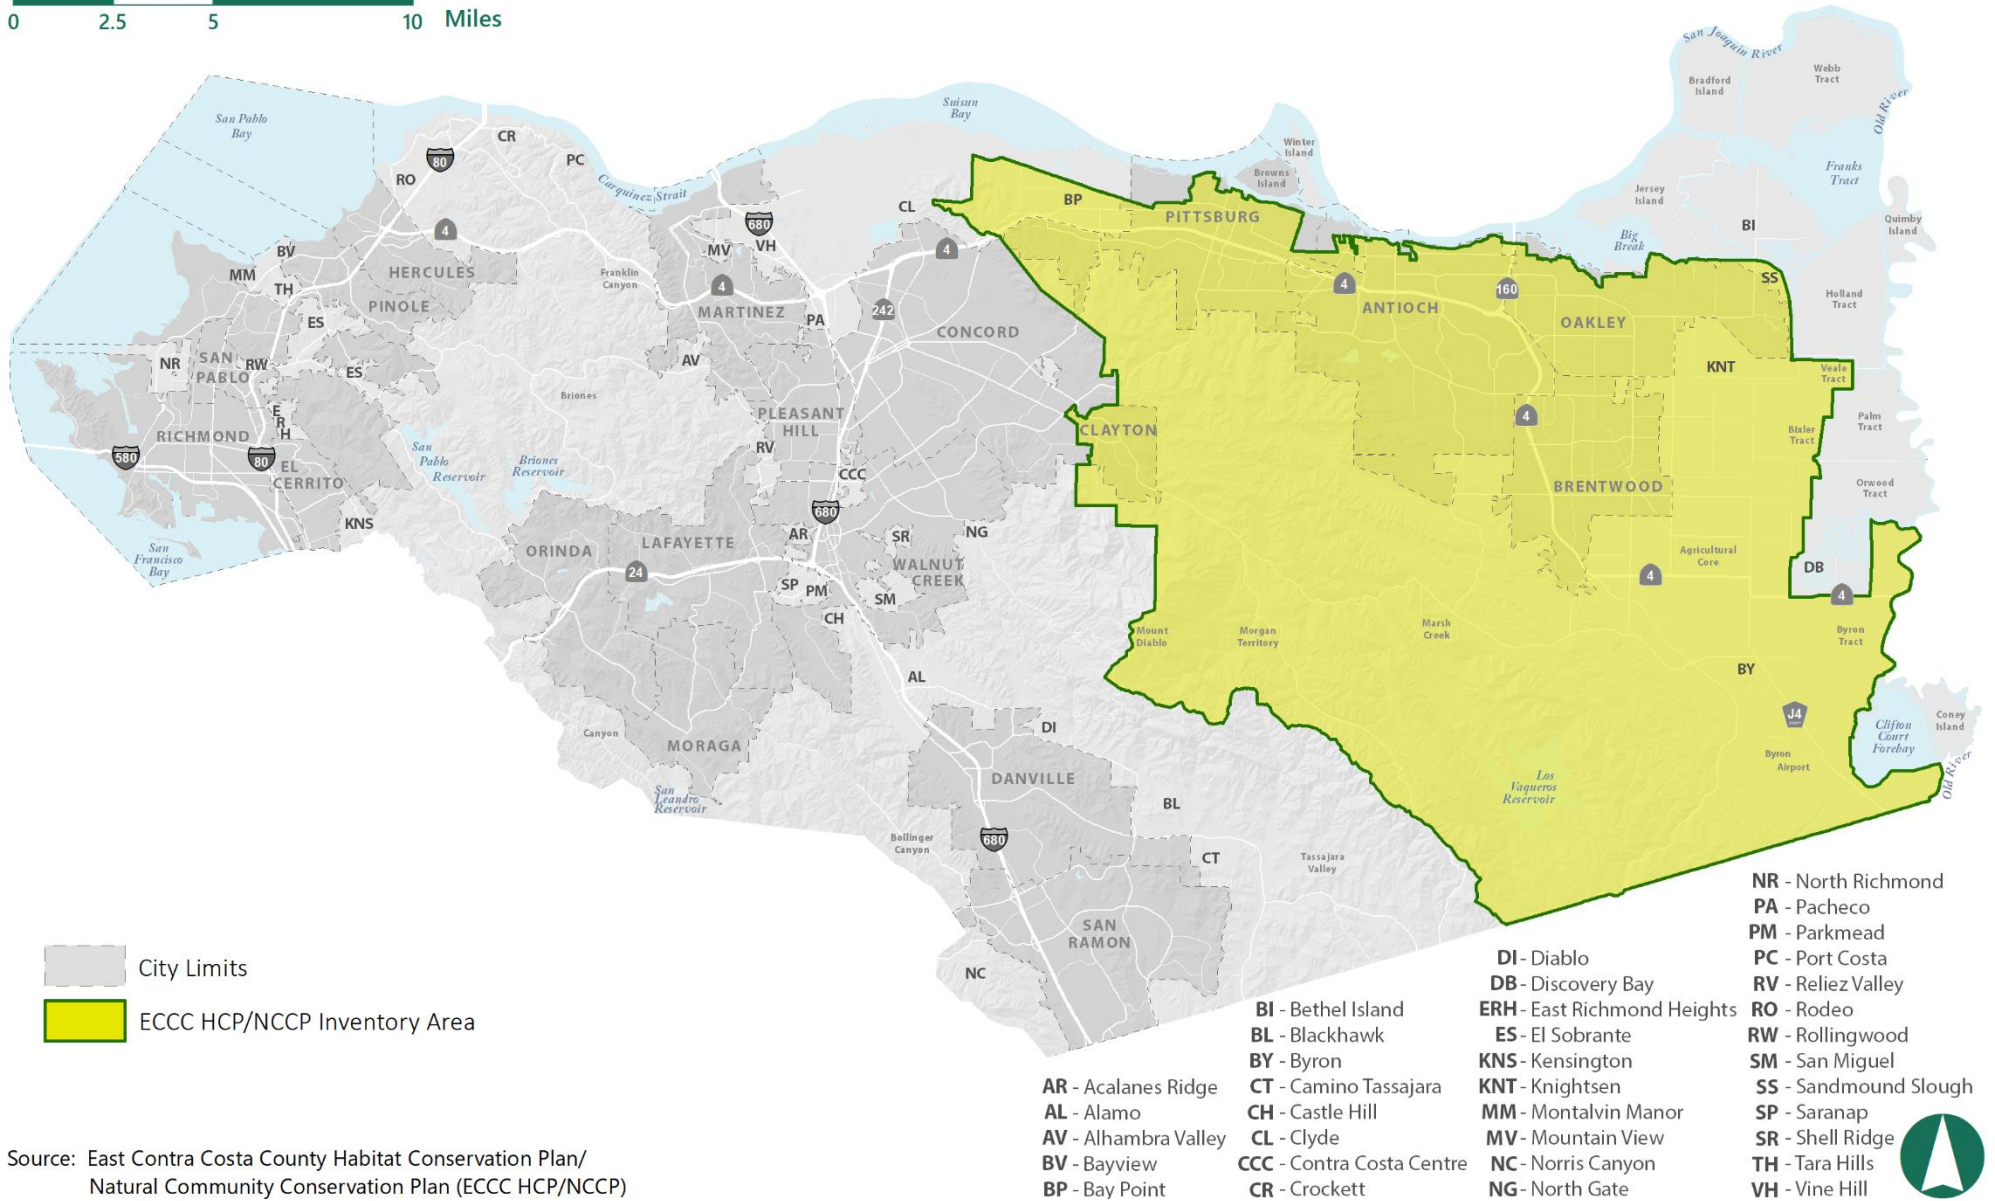 0 2.5 5 10 Miles
San Joaquin River
Webb
Tract
Bradford
Island
Old River
San Pablo
Bay
Suisun
Bay
CR
80
PC
RO
Carquinez Strait
Winter
Island
Browns
Island
Franks
Tract
Jersey
Island
Quimby
Island
BI
CL
BP
PITTSBURG
680
4
BV
MV
VH
4
Big
Break
MM
HERCULES
Franklin
Canyon
SS
TH
4
4
160
Holland
Tract
PINOLE
MARTINEZ
242
ANTIOCH
ES
PA
CONCORD
OAKLEY
NR
SAN
PABLO
RW
ES
AV
KNT
Veale
Tract
Briones
E
R
H
PLEASANT
HILL
CLAYTON
4
Palm
Tract
Bixler
Tract
RICHMOND
580
80
EL
CERRITO
San
Pablo
Reservoir
Briones
Reservoir
RV
CCC
BRENTWOOD
Orwood
Tract
KNS
680
San
Francisco
Bay
ORINDA
LAFAYETTE
AR
SR
NG
24
WALNUT
CREEK
SP
PM
SM
CH
Agricultural
Core
4
DB
4
Mount
Diablo
Morgan
Territory
Marsh
Creek
Byron
Tract
AL
BY
Canyon
MORAGA
DI
J4
Clifton
Court
Forebay
Coney
Island
San
Leandro
Reservoir
DANVILLE
Byron
Airport
Los
Vaqueros
Reservoir
Old River
BL
Bollinger
Canyon
680
CT
Tassajara
Valley
SAN
RAMON
NC
City Limits
ECCC HCP/NCCP Inventory Area
AR - Acalanes Ridge
AL - Alamo
AV - Alhambra Valley
BV - Bayview
BP - Bay Point
BI - Bethel Island
BL - Blackhawk
BY - Byron
CT - Camino Tassajara
CH - Castle Hill
CL - Clyde
CCC - Contra Costa Centre
CR - Crockett
DI - Diablo
DB - Discovery Bay
ERH - East Richmond Heights
ES - El Sobrante
KNS - Kensington
KNT - Knightsen
MM - Montalvin Manor
MV - Mountain View
NC - Norris Canyon
NG - North Gate
NR - North Richmond
PA - Pacheco
PM - Parkmead
PC - Port Costa
RV - Reliez Valley
RO - Rodeo
RW - Rollingwood
SM - San Miguel
SS - Sandmound Slough
SP - Saranap
SR - Shell Ridge
TH - Tara Hills
VH - Vine Hill
Source: East Contra Costa County Habitat Conservation Plan/
Natural Community Conservation Plan (ECCC HCP/NCCP)